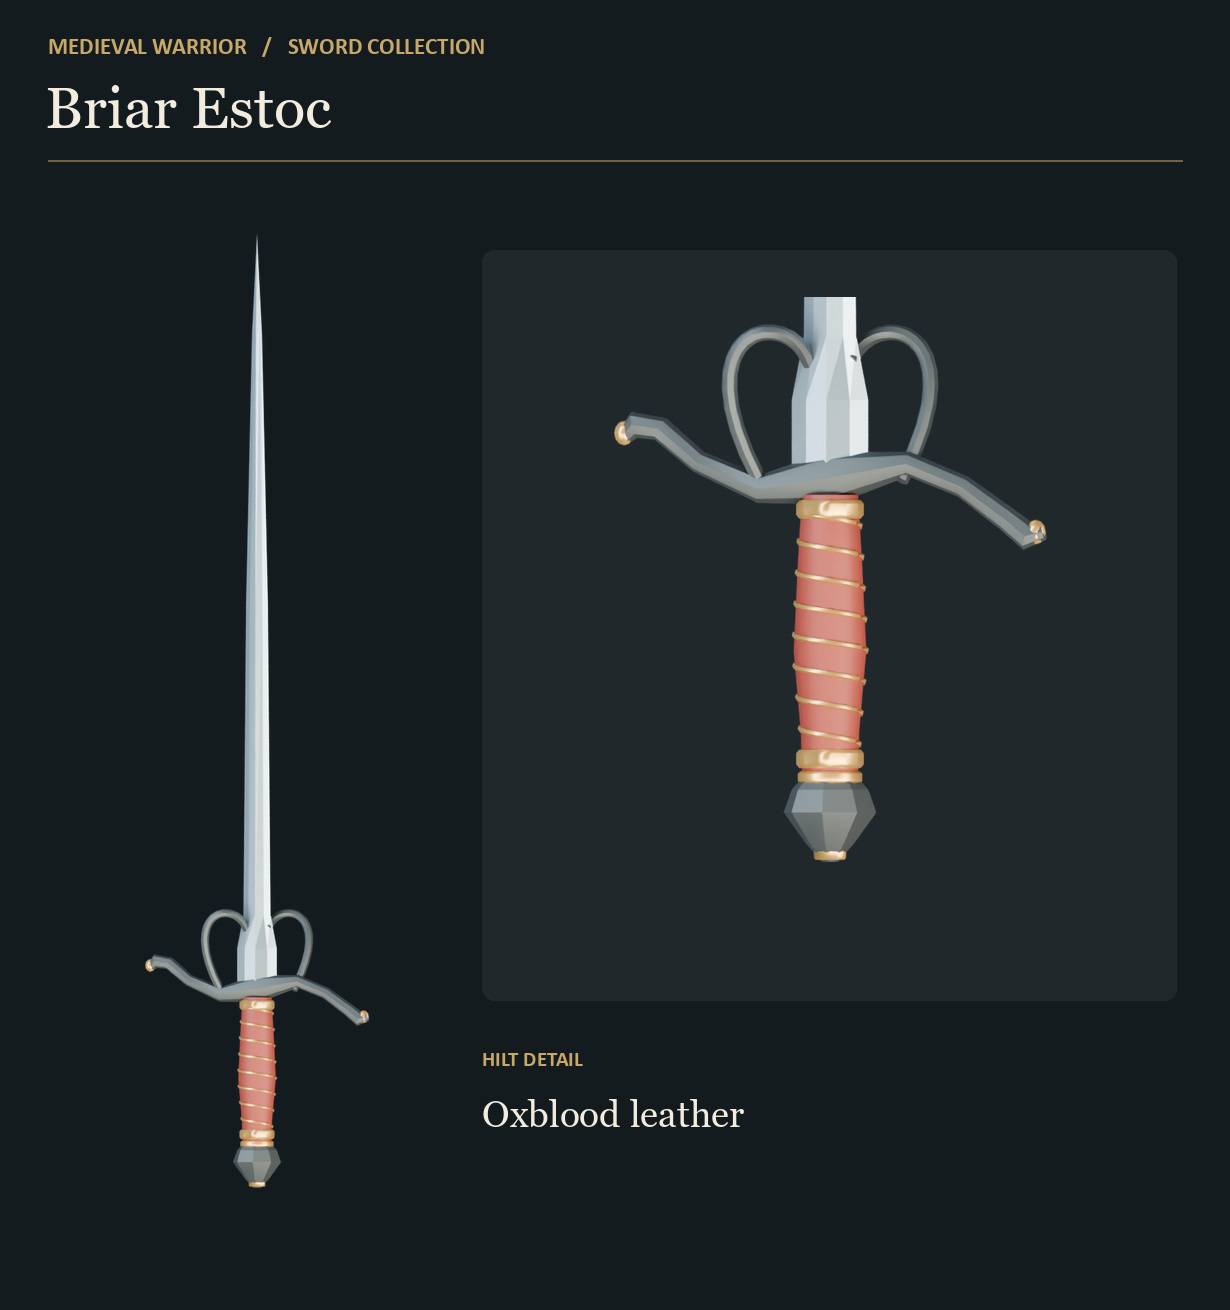 MEDIEVAL WARRIOR / SWORD COLLECTION
Briar Estoc
HILT DETAIL
Oxblood leather